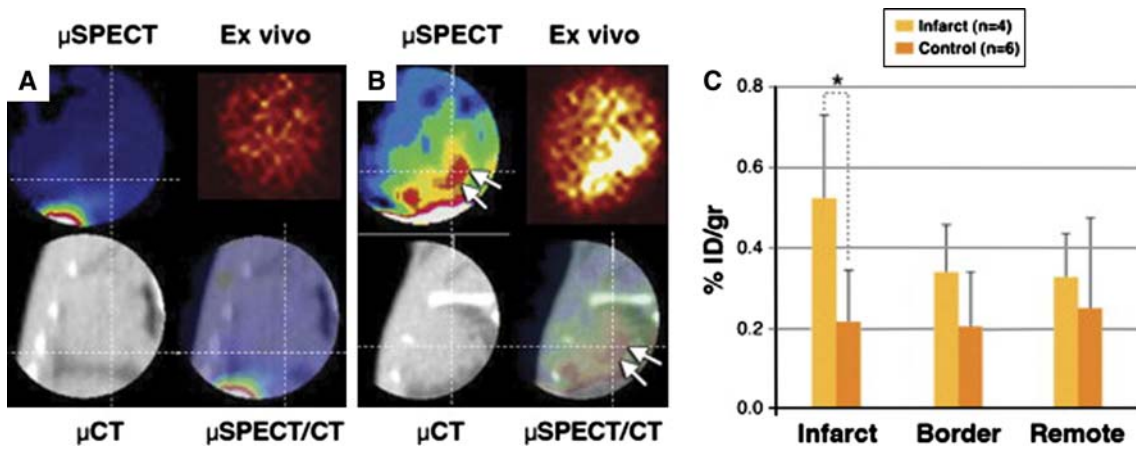 μSPECT
Ex vivo
A
μCT
μSPECT/CT
μSPECT
Ex vivo
B
μCT
μSPECT/CT
Infarct (n=4)
Control (n=6)
C
*
% ID/gr
0.8
0.6
0.4
0.2
0.0
Infarct
Border
Remote